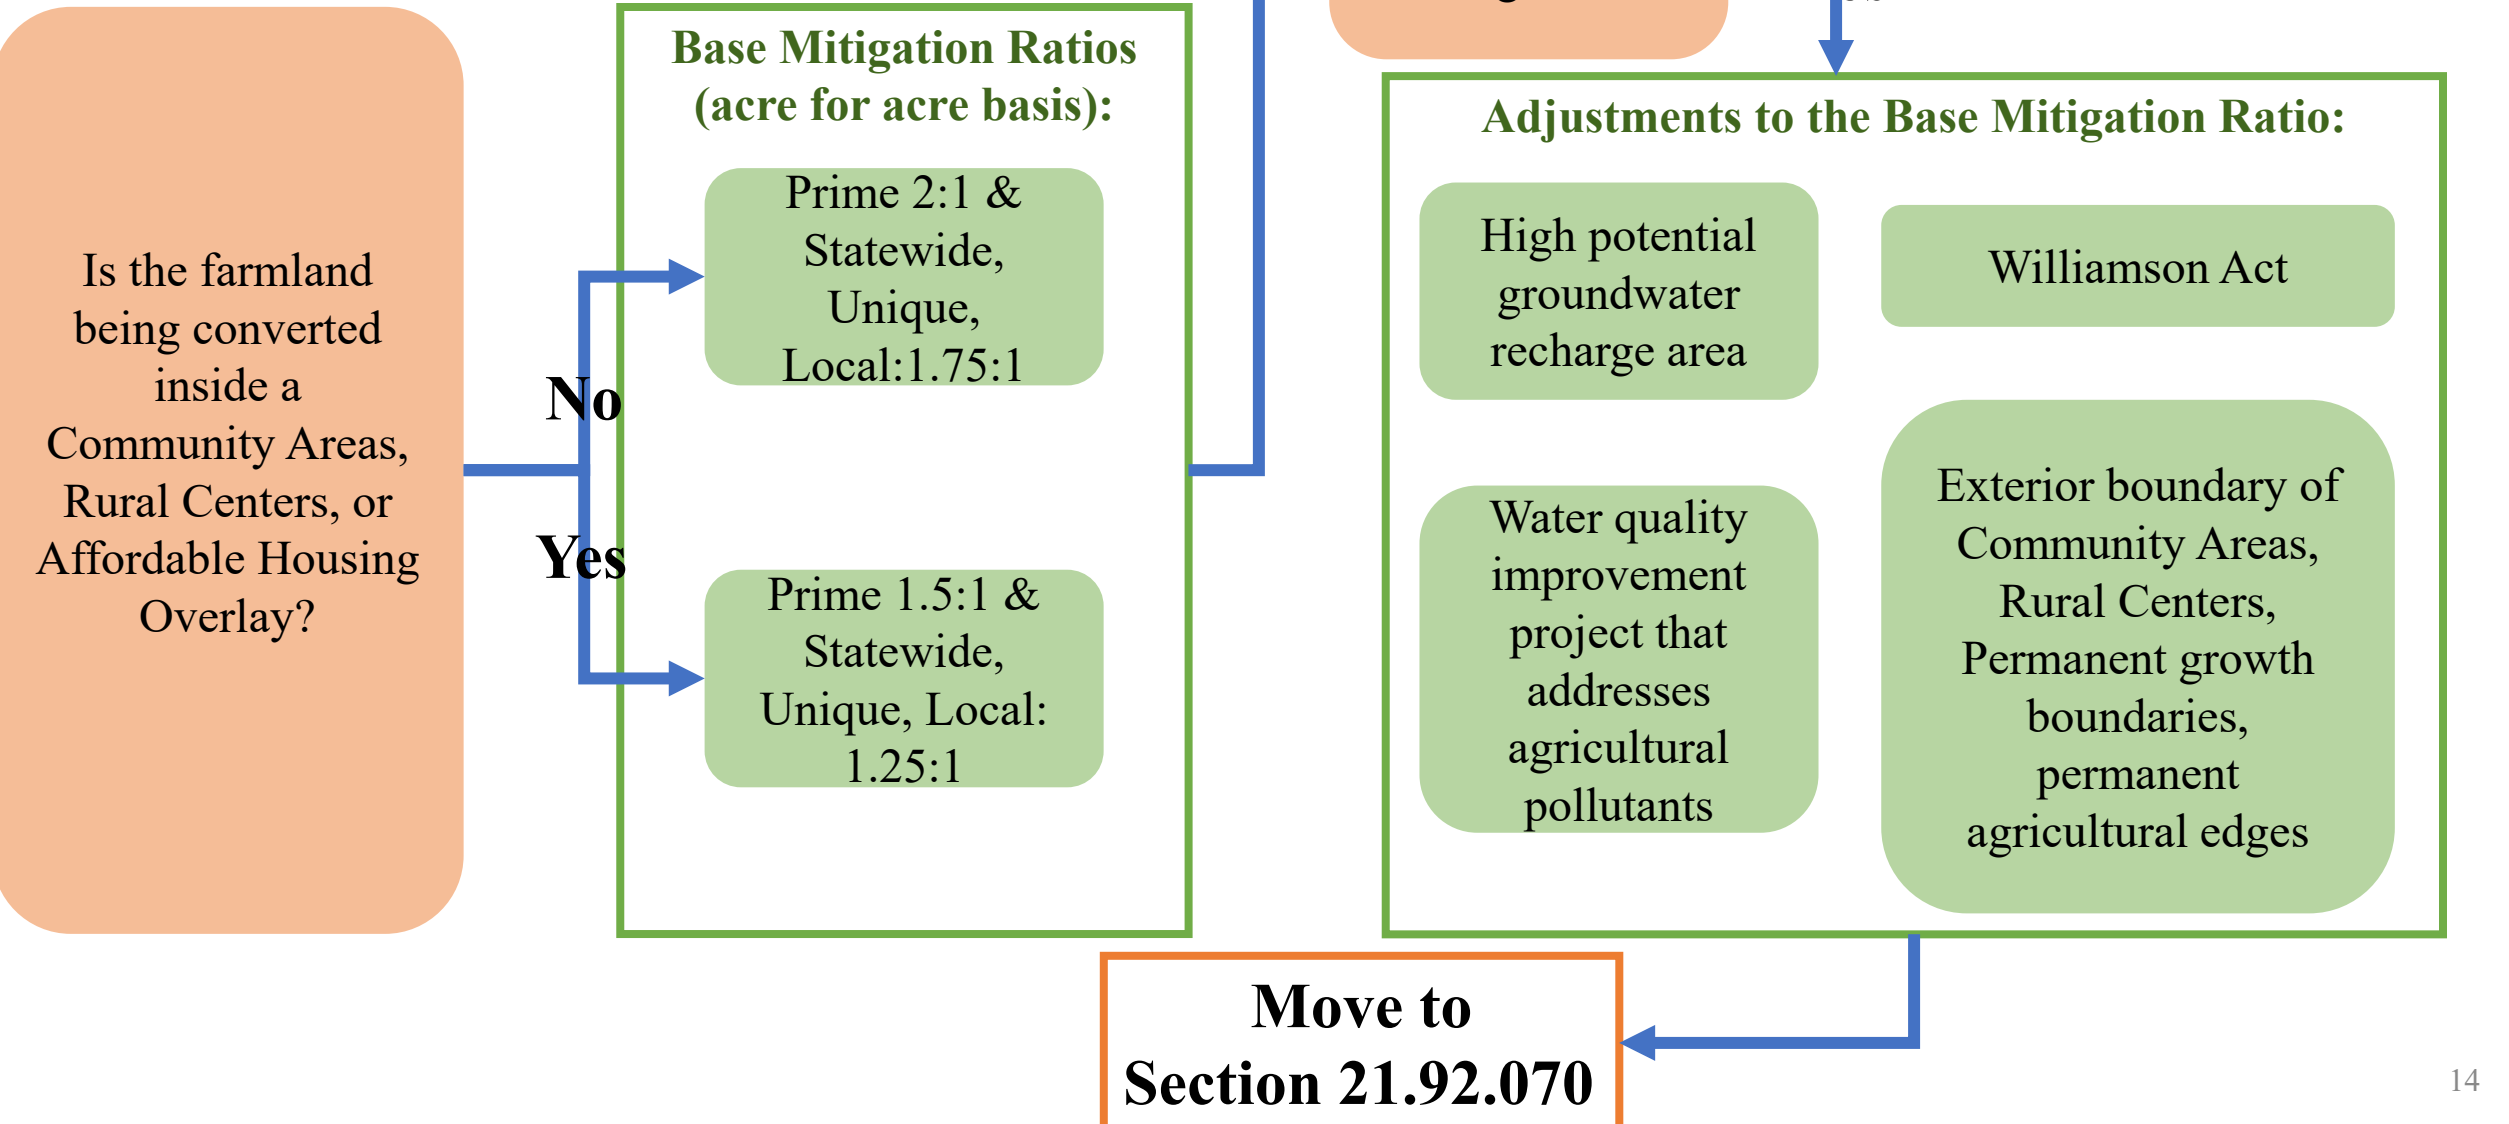 Is the farmland
being converted
inside a
Community Areas,
Rural Centers, or
Affordable Housing
Overlay?
No
Yes
Base Mitigation Ratios
(acre for acre basis):
Prime 2:1 &
Statewide,
Unique,
Local:1.75:1
Prime 1.5:1 &
Statewide,
Unique, Local:
1.25:1
Adjustments to the Base Mitigation Ratio:
High potential
groundwater
recharge area
Williamson Act
Water quality
improvement
project that
addresses
agricultural
pollutants
Exterior boundary of
Community Areas,
Rural Centers,
Permanent growth
boundaries,
permanent
agricultural edges
Move to
Section 21.92.070
14